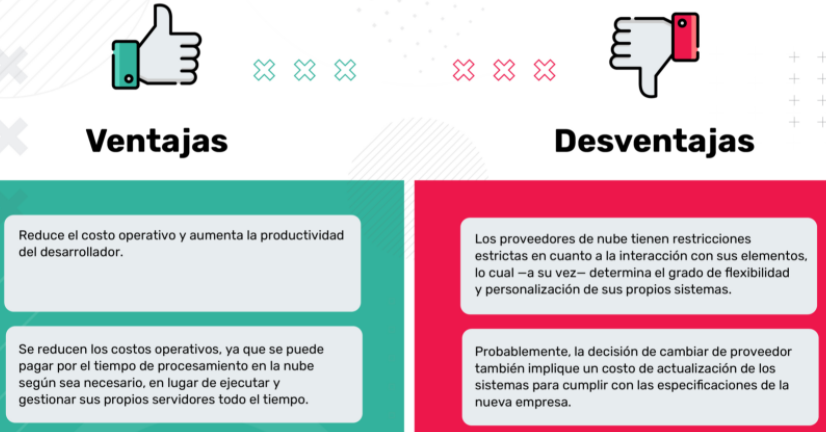 Ventajas
Desventajas
Reduce el costo operativo y aumenta la productividad
del desarrollador.
Se reducen los costos operativos, ya que se puede
pagar por el tiempo de procesamiento en la nube
según sea necesario, en lugar de ejecutar y
gestionar sus propios servidores todo el tiempo.
Los proveedores de nube tienen restricciones
estrictas en cuanto a la interacción con sus elementos,
lo cual —a su vez— determina el grado de flexibilidad
y personalización de sus propios sistemas.
Probablemente, la decisión de cambiar de proveedor
también implique un costo de actualización de los
sistemas para cumplir con las especificaciones de la
nueva empresa.